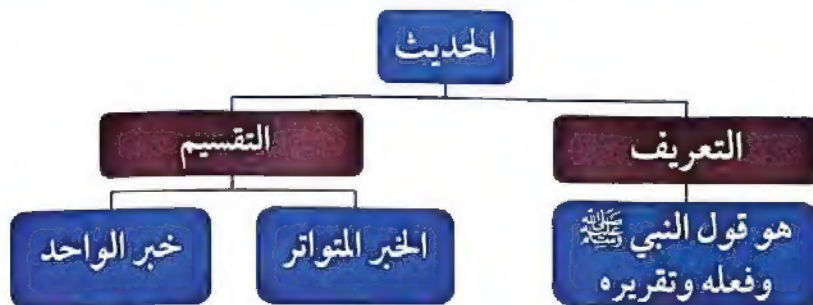 الحديث
التعريف
التقسيم
هو قول النبي ﷺ
وفعله وتقريره
الخبر المتواتر
خبر الواحد